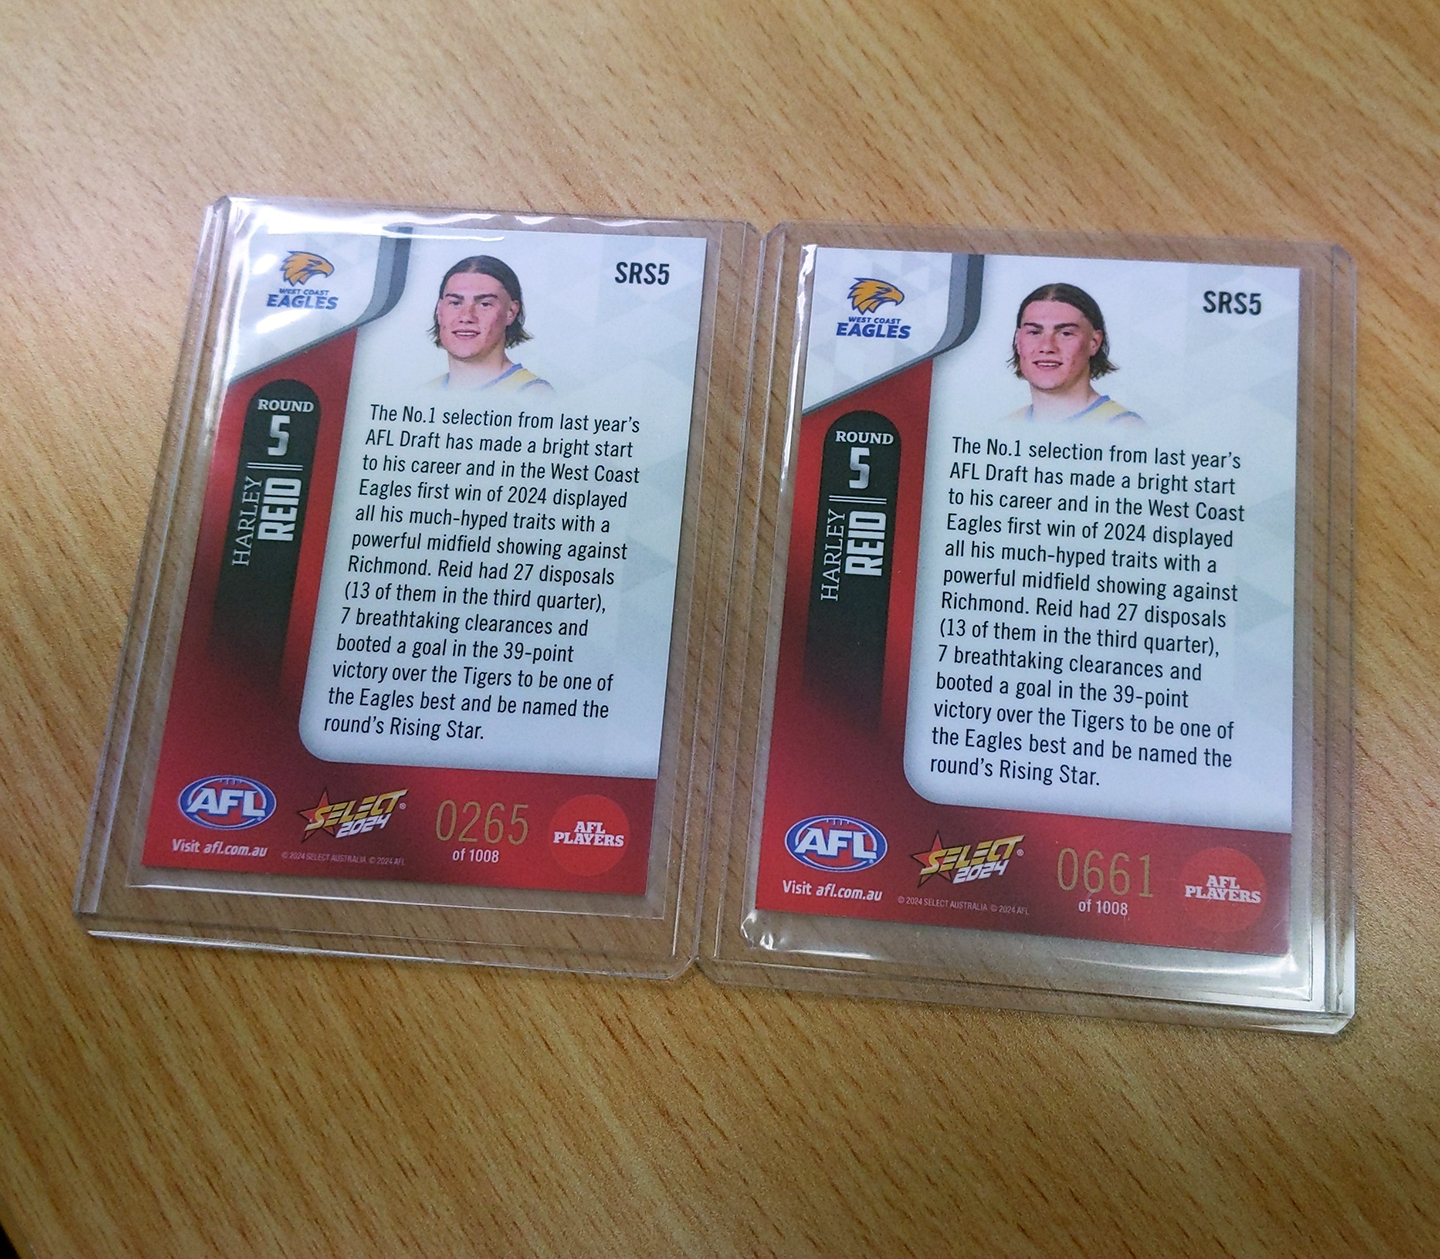 WEST COAST
EAGLES
SRS5
ROUND
5
HARLEY
REID
The No.1 selection from last year's
AFL Draft has made a bright start
to his career and in the West Coast
Eagles first win of 2024 displayed
all his much-hyped traits with a
powerful midfield showing against
Richmond. Reid had 27 disposals
(13 of them in the third quarter),
7 breathtaking clearances and
booted a goal in the 39-point
victory over the Tigers to be one of
the Eagles best and be named the
round's Rising Star.
AFL
Visit afl.com.au
SELECT®
2024
© 2024 SELECT AUSTRALIA © 2024 AFL
0265
of 1008
AFL
PLAYERS
WEST COAST
EAGLES
SRS5
ROUND
5
HARLEY
REID
The No.1 selection from last year's
AFL Draft has made a bright start
to his career and in the West Coast
Eagles first win of 2024 displayed
all his much-hyped traits with a
powerful midfield showing against
Richmond. Reid had 27 disposals
(13 of them in the third quarter),
7 breathtaking clearances and
booted a goal in the 39-point
victory over the Tigers to be one of
the Eagles best and be named the
round's Rising Star.
AFL
Visit afl.com.au
SELECT®
2024
© 2024 SELECT AUSTRALIA © 2024 AFL
0661
of 1008
AFL
PLAYERS